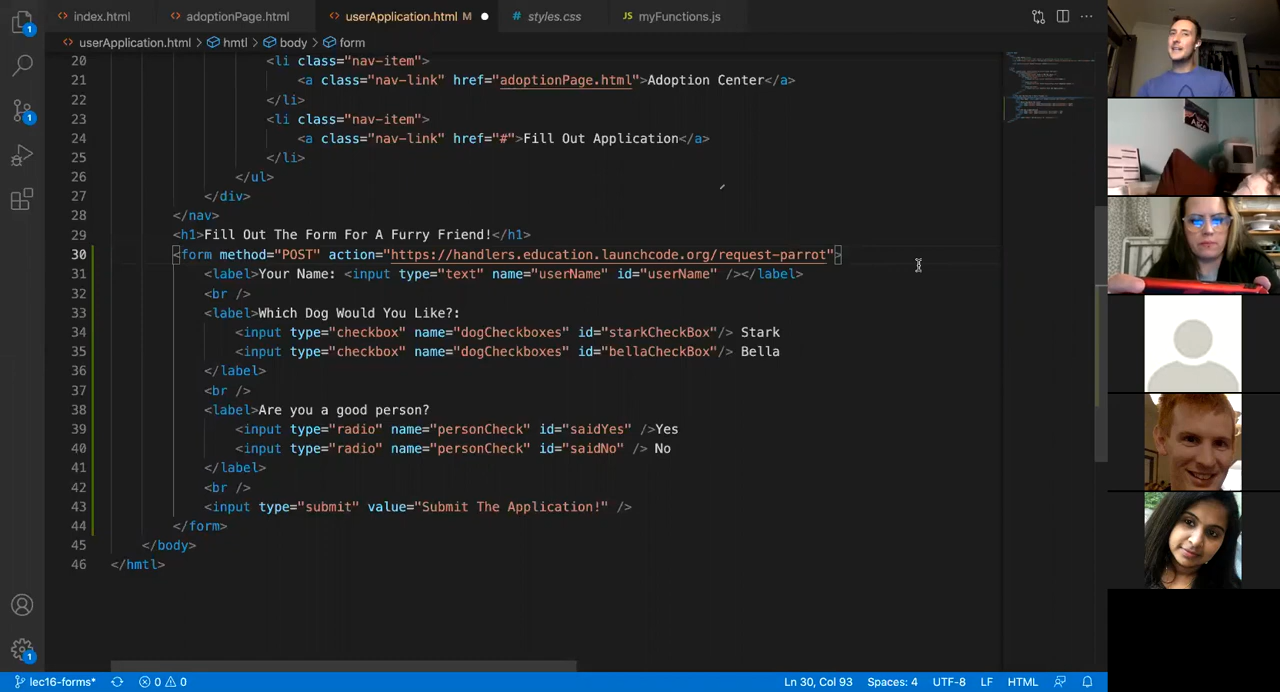 index.html
adoptionPage.html
userApplication.html M
styles.css
JS myFunctions.js
userApplication.html > hmtl > body > form
20 <li class="nav-item">
21 <a class="nav-link" href="adoptionPage.html">Adoption Center</a>
22 </li>
23 <li class="nav-item">
24 <a class="nav-link" href="#">Fill Out Application</a>
25 </li>
26 </ul>
27 </div>
28 </nav>
29 <h1>Fill Out The Form For A Furry Friend!</h1>
30 <form method="POST" action="https://handlers.education.launchcode.org/request-parrot">
31 <label>Your Name: <input type="text" name="userName" id="userName" /></label>
32 <br />
33 <label>Which Dog Would You Like?:
34 <input type="checkbox" name="dogCheckboxes" id="starkCheckBox"/> Stark
35 <input type="checkbox" name="dogCheckboxes" id="bellaCheckBox"/> Bella
36 </label>
37 <br />
38 <label>Are you a good person?
39 <input type="radio" name="personCheck" id="saidYes" />Yes
40 <input type="radio" name="personCheck" id="saidNo" /> No
41 </label>
42 <br />
43 <input type="submit" value="Submit The Application!" />
44 </form>
45 </body>
46 </hmtl>
1
1
1
lec16-forms* 0 0 Ln 30, Col 93 Spaces: 4 UTF-8 LF HTML